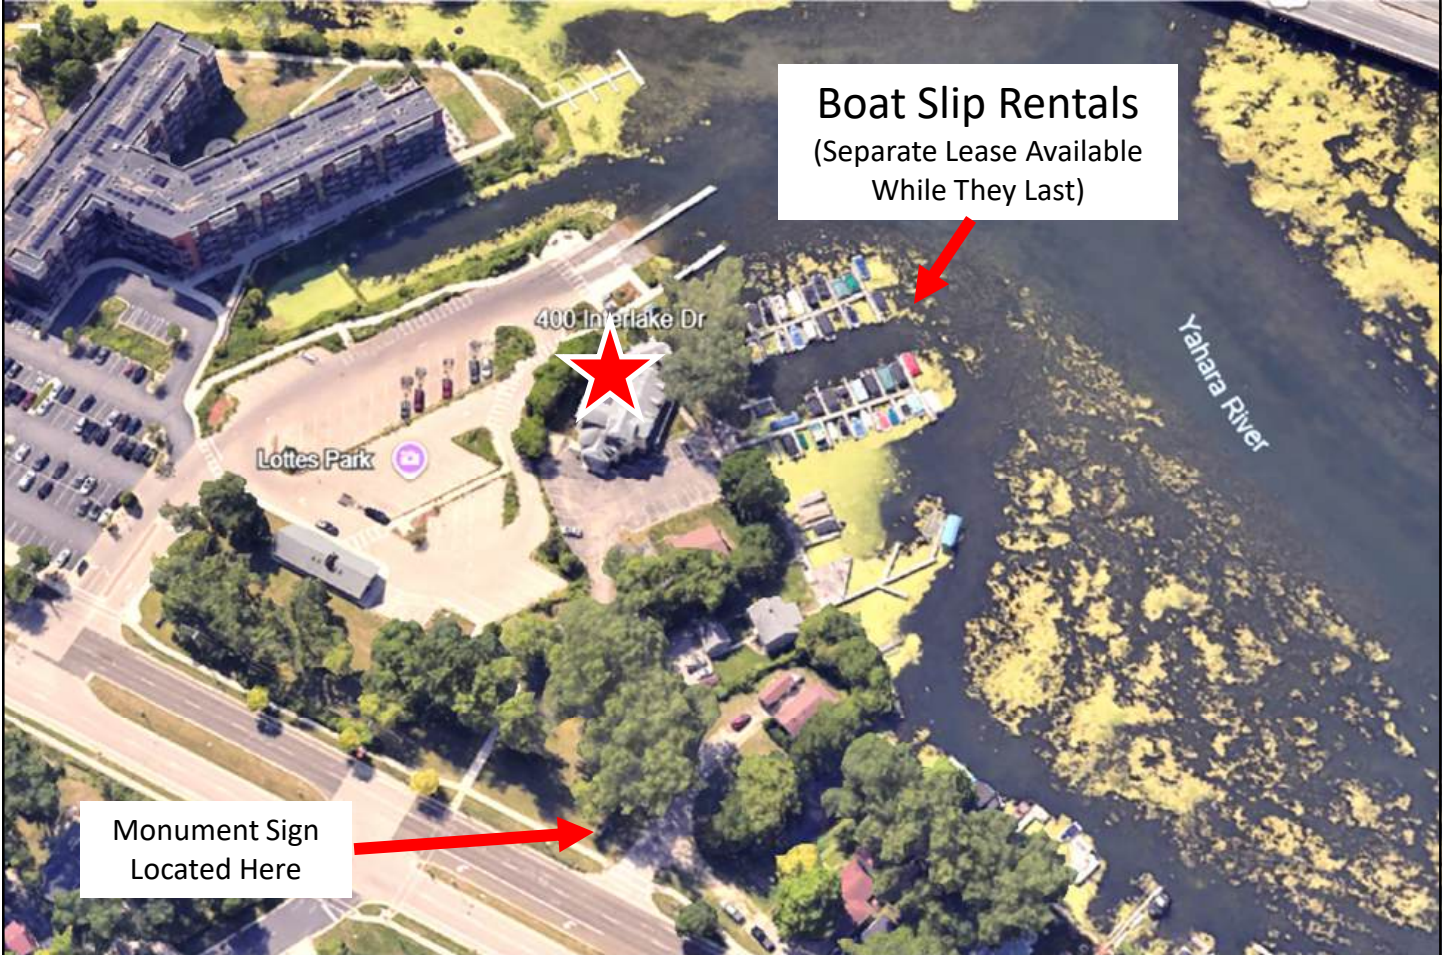 Boat Slip Rentals
(Separate Lease Available
While They Last)
400 Interlake Dr
Yahara River
Lottes Park
Monument Sign
Located Here